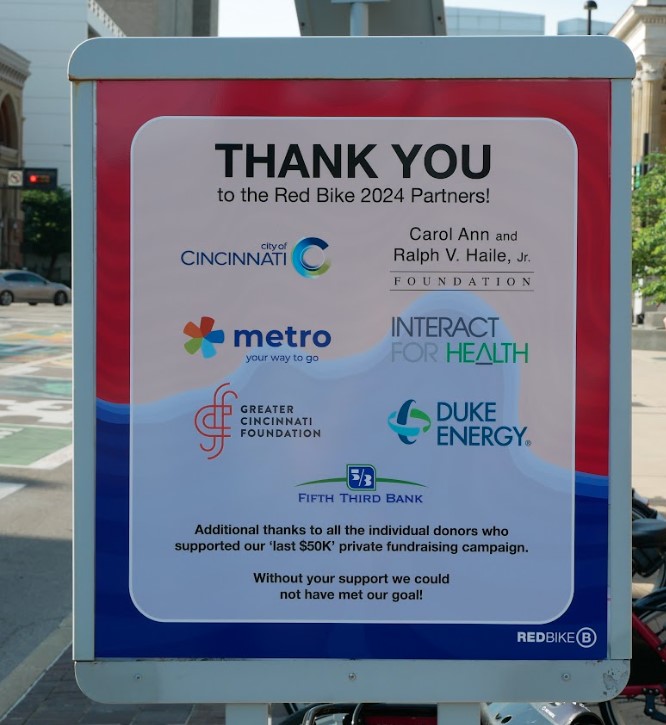 THANK YOU
to the Red Bike 2024 Partners!
city of
CINCINNATI
Carol Ann and
Ralph V. Haile, Jr.
FOUNDATION
metro
your way to go
INTERACT
FOR HEALTH
GREATER
CINCINNATI
FOUNDATION
DUKE
ENERGY®
5/3
FIFTH THIRD BANK
Additional thanks to all the individual donors who
supported our ‘last $50K’ private fundraising campaign.
Without your support we could
not have met our goal!
REDBIKE B